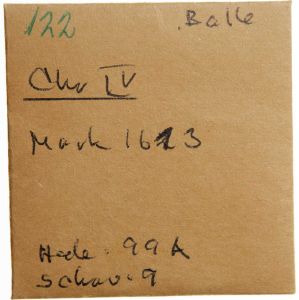 122 Balle
Chr IV
Mark 1613
Hede: 99A
Schou: 9